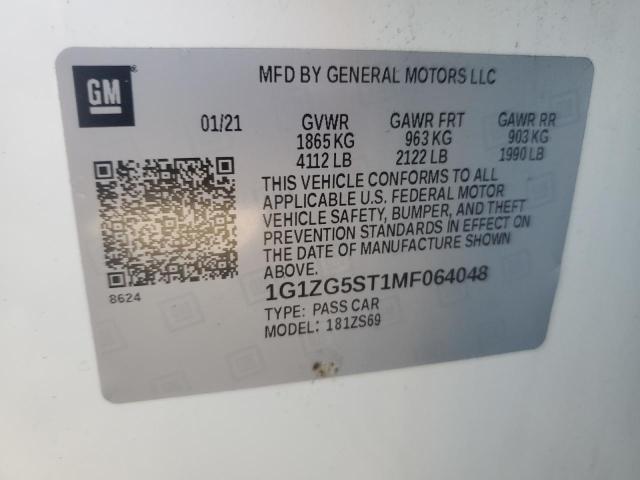 GM
MFD BY GENERAL MOTORS LLC
01/21 GVWR GAWR FRT GAWR RR
1865 KG 963 KG 903 KG
4112 LB 2122 LB 1990 LB
THIS VEHICLE CONFORMS TO ALL
APPLICABLE U.S. FEDERAL MOTOR
VEHICLE SAFETY, BUMPER, AND THEFT
PREVENTION STANDARDS IN EFFECT ON
THE DATE OF MANUFACTURE SHOWN
ABOVE.
8624
1G1ZG5ST1MF064048
TYPE: PASS CAR
MODEL: 181ZS69